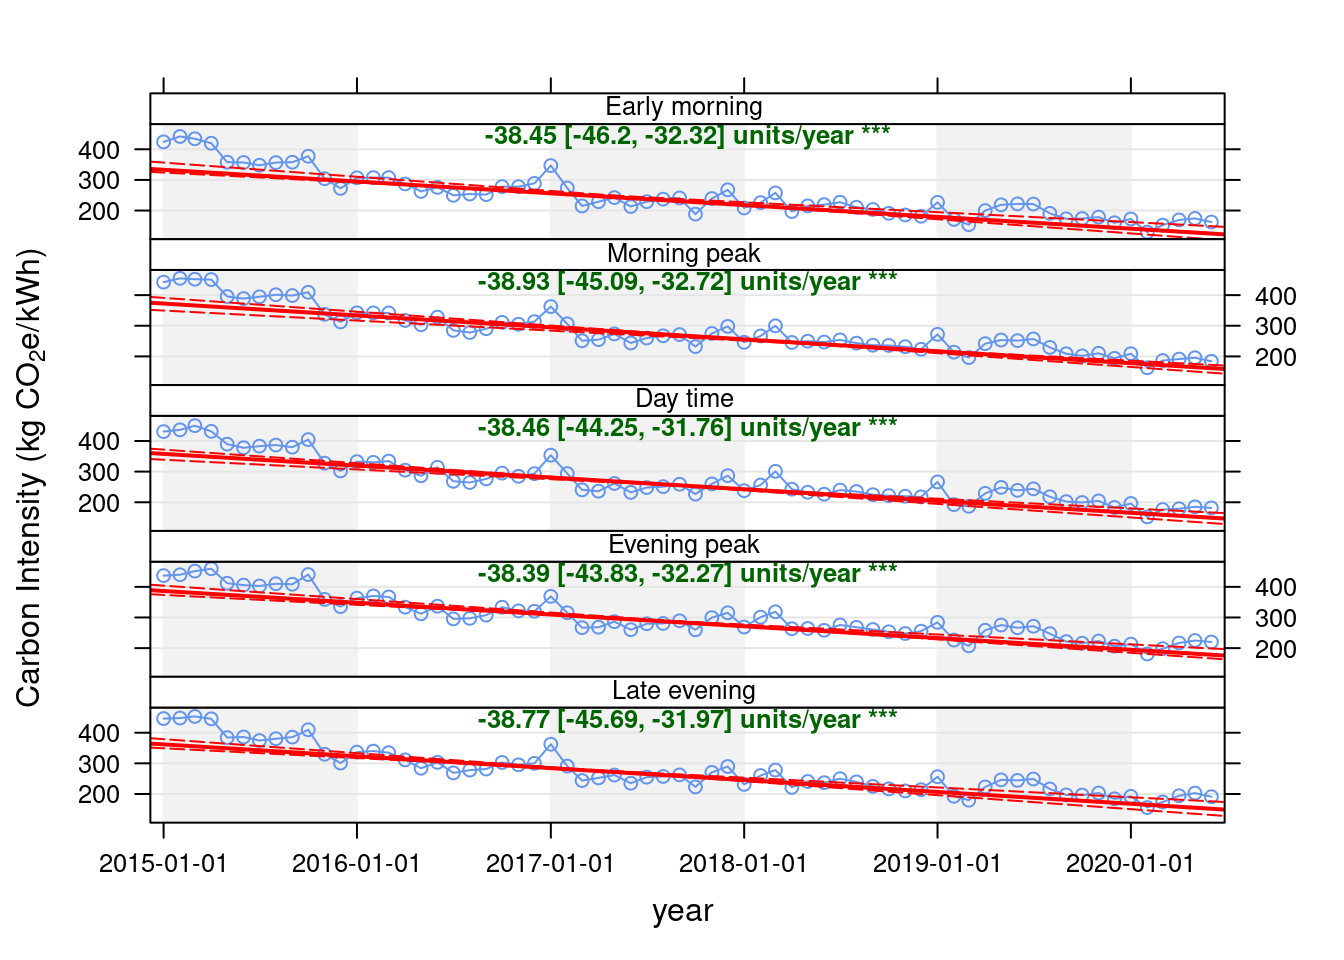 Early morning
-38.45 [-46.2, -32.32] units/year ***
400
300
200
Morning peak
-38.93 [-45.09, -32.72] units/year ***
400
300
200
Day time
-38.46 [-44.25, -31.76] units/year ***
400
300
200
Evening peak
-38.39 [-43.83, -32.27] units/year ***
400
300
200
Late evening
-38.77 [-45.69, -31.97] units/year ***
400
300
200
Carbon Intensity (kg CO₂e/kWh)
2015-01-01 2016-01-01 2017-01-01 2018-01-01 2019-01-01 2020-01-01
year